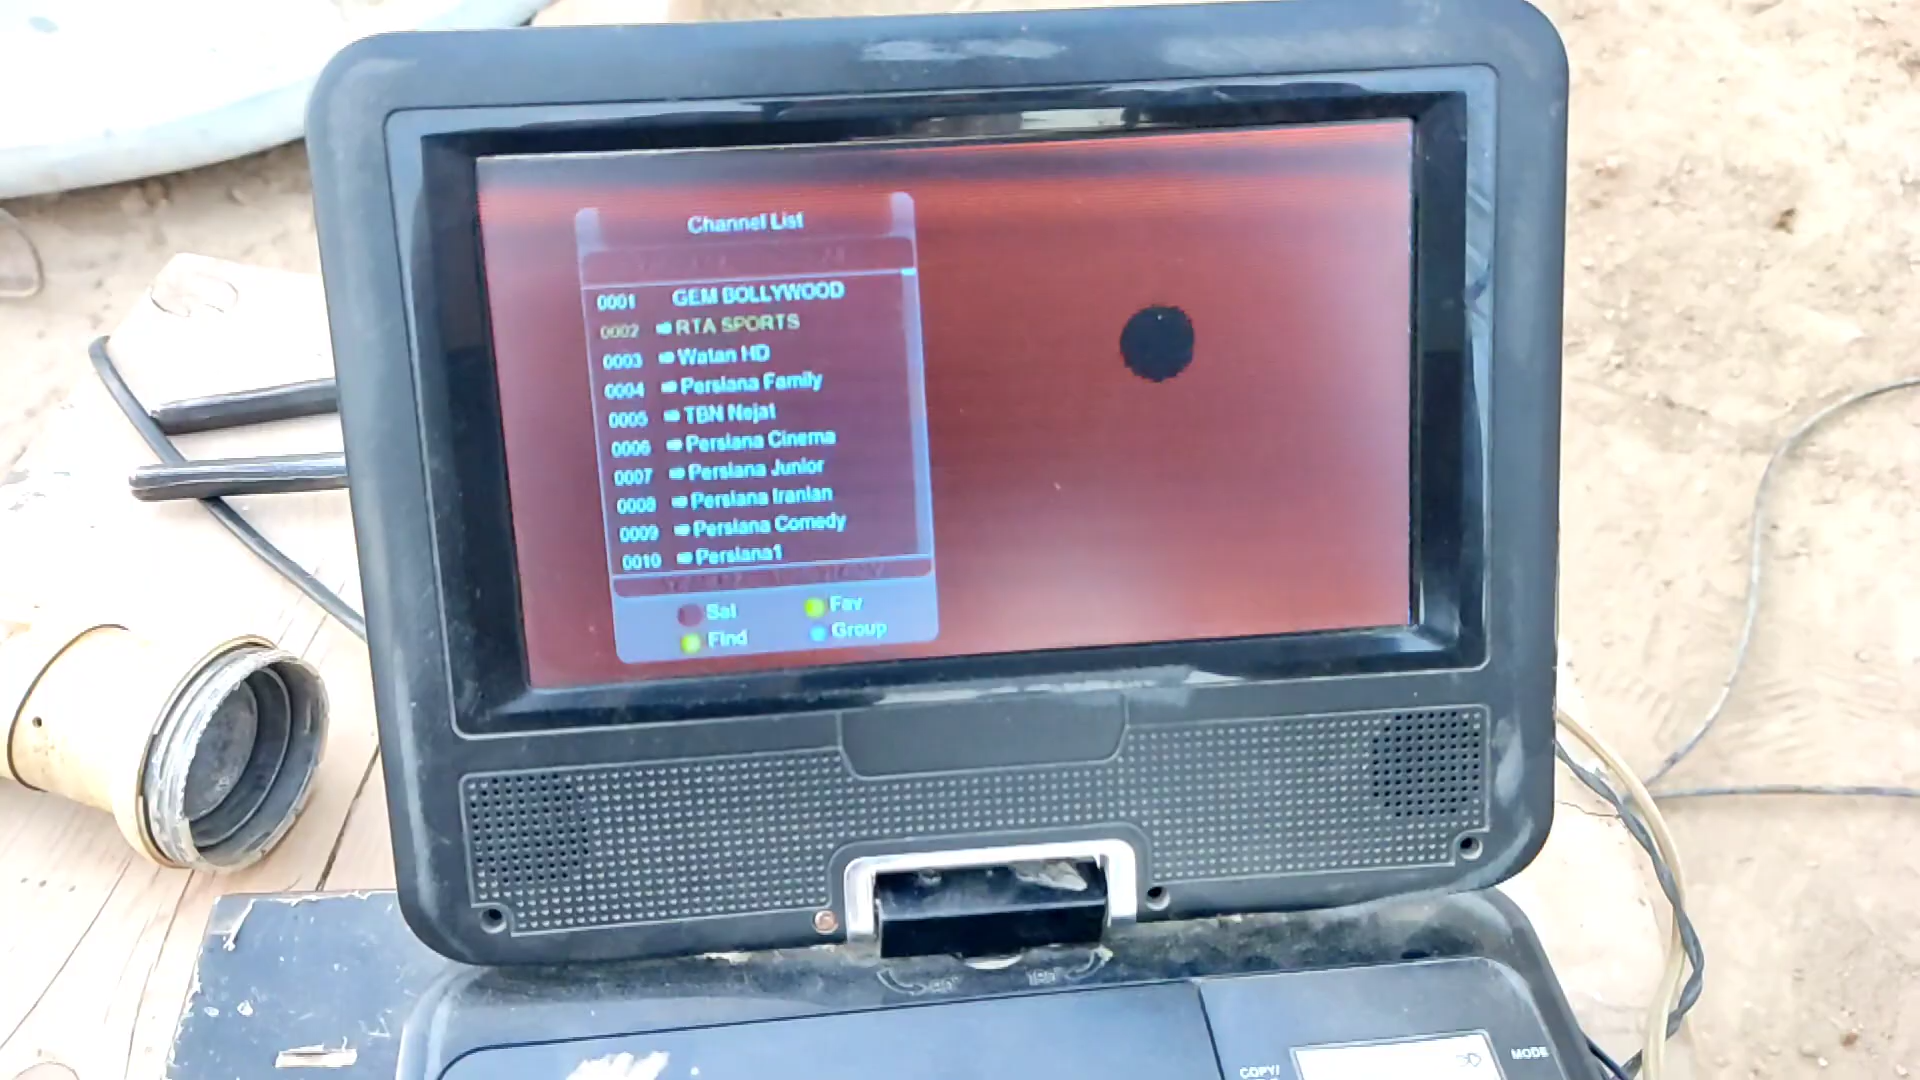 Channel List
0001 GEM BOLLYWOOD
0002 RTA SPORTS
0003 Watan HD
0004 Persiana Family
0005 TBN Nejat
0006 Persiana Cinema
0007 Persiana Junior
0008 Persiana Iranian
0009 Persiana Comedy
0010 Persiana1
Sat Fav
Find Group
COPY/ MODE